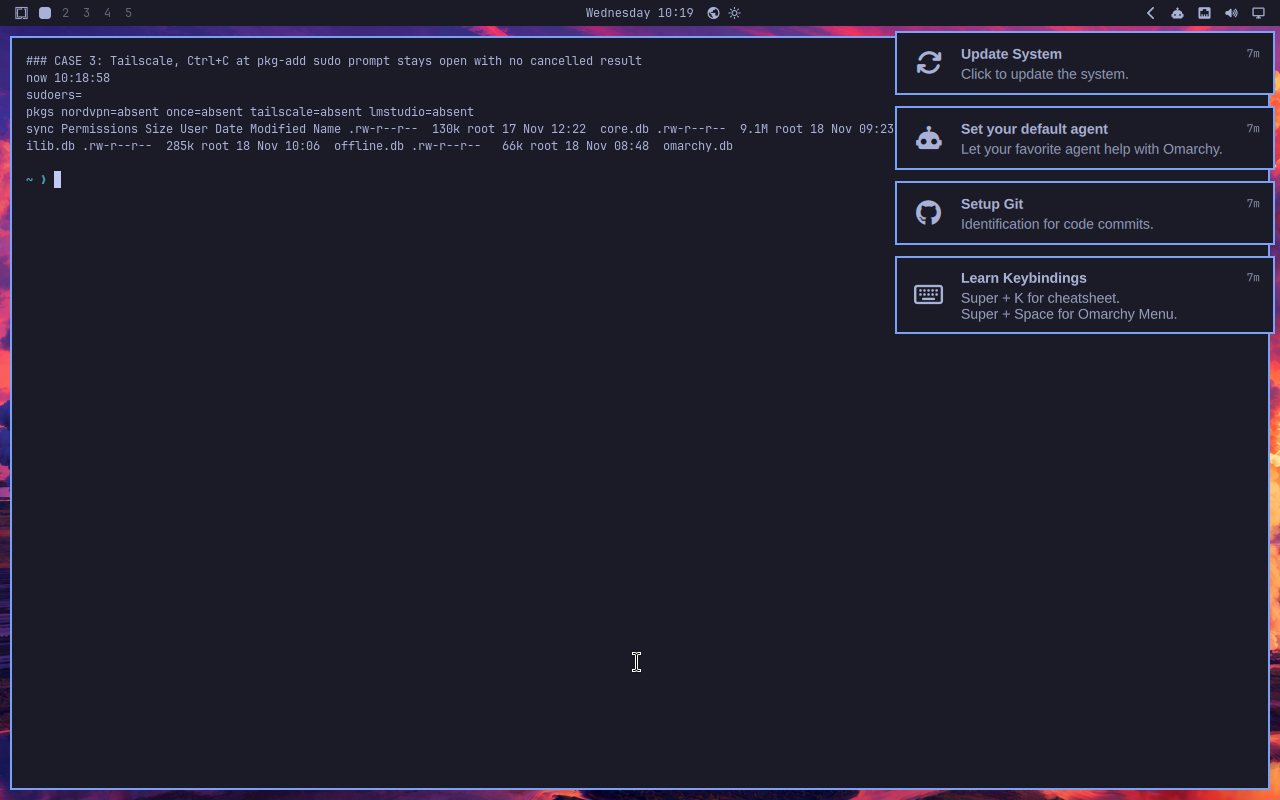 2 3 4 5
Wednesday 10:19
### CASE 3: Tailscale, Ctrl+C at pkg-add sudo prompt stays open with no cancelled result
now 10:18:58
sudoers=
pkgs nordvpn=absent once=absent tailscale=absent lmstudio=absent
sync Permissions Size User Date Modified Name .rw-r--r--  130k root 17 Nov 12:22  core.db .rw-r--r--  9.1M root 18 Nov 09:23
ilib.db .rw-r--r--  285k root 18 Nov 10:06  offline.db .rw-r--r--   66k root 18 Nov 08:48  omarchy.db
~ ❯
Update System 7m
Click to update the system.
Set your default agent 7m
Let your favorite agent help with Omarchy.
Setup Git 7m
Identification for code commits.
Learn Keybindings 7m
Super + K for cheatsheet.
Super + Space for Omarchy Menu.